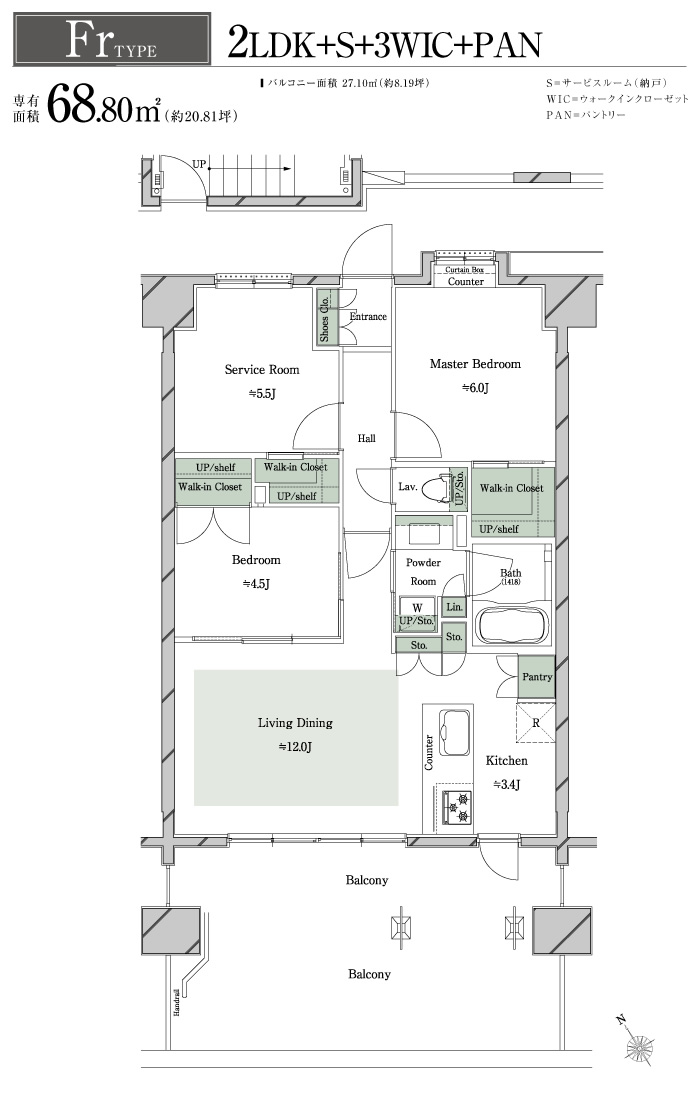 Fr TYPE
2LDK+S+3WIC+PAN
専有面積 68.80㎡(約20.81坪)
バルコニー面積 27.10㎡(約8.19坪)
S=サービスルーム(納戸)
WIC=ウォークインクローゼット
PAN=パントリー
UP
Curtain Box
Counter
Shoes Clo.
Entrance
Service Room
≒5.5J
Master Bedroom
≒6.0J
Hall
UP/shelf
Walk-in Closet
Walk-in Closet
UP/shelf
Lav.
UP/Sto.
Walk-in Closet
UP/shelf
Bedroom
≒4.5J
Powder
Room
Bath
(1418)
W
UP/Sto.
Lin.
Sto.
Sto.
Pantry
R
Living Dining
≒12.0J
Counter
Kitchen
≒3.4J
Balcony
Balcony
Handrail
N